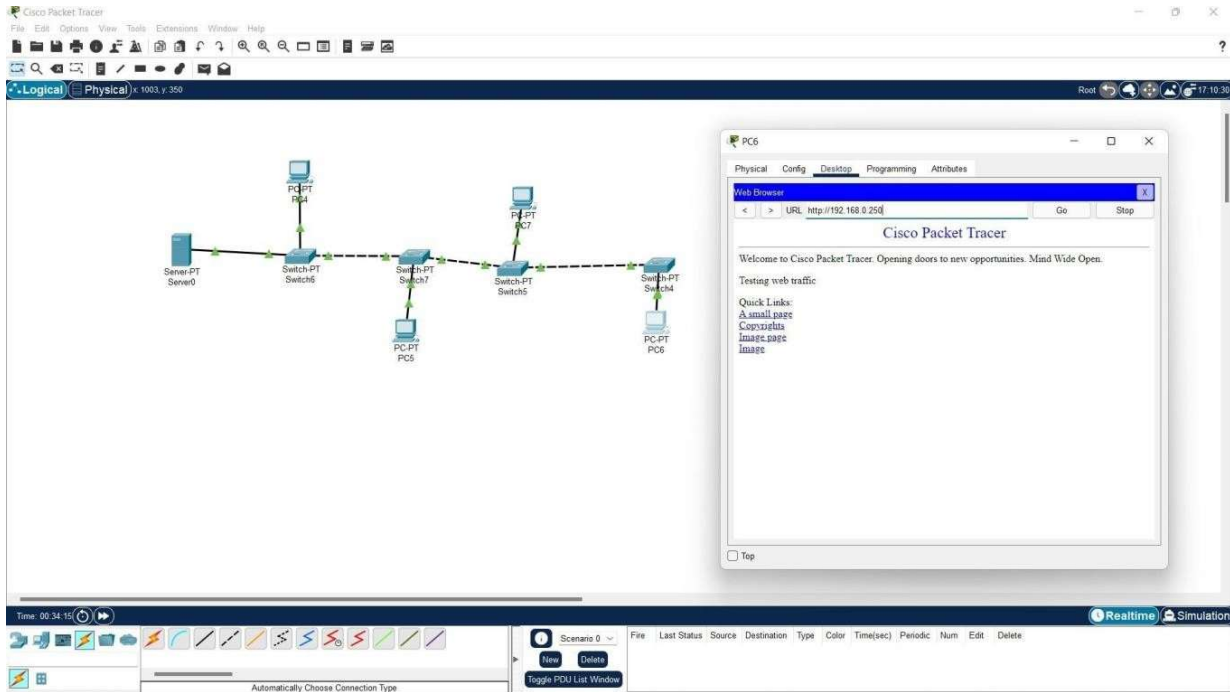 Cisco Packet Tracer
File Edit Options View Tools Extensions Window Help
?
Logical Physical x: 1003, y: 350
Root 17:10:30
PC-PT
PC4
Server-PT
Server0
Switch-PT
Switch6
Switch-PT
Switch7
PC-PT
PC5
PC-PT
PC7
Switch-PT
Switch5
Switch-PT
Switch4
PC-PT
PC6
PC6
Physical Config Desktop Programming Attributes
Web Browser X
< > URL http://192.168.0.250 Go Stop
Cisco Packet Tracer
Welcome to Cisco Packet Tracer. Opening doors to new opportunities. Mind Wide Open.
Testing web traffic
Quick Links:
A small page
Copyrights
Image page
Image
Top
Time: 00:34:15
Realtime Simulation
Scenario 0
New Delete
Toggle PDU List Window
Fire Last Status Source Destination Type Color Time(sec) Periodic Num Edit Delete
Automatically Choose Connection Type